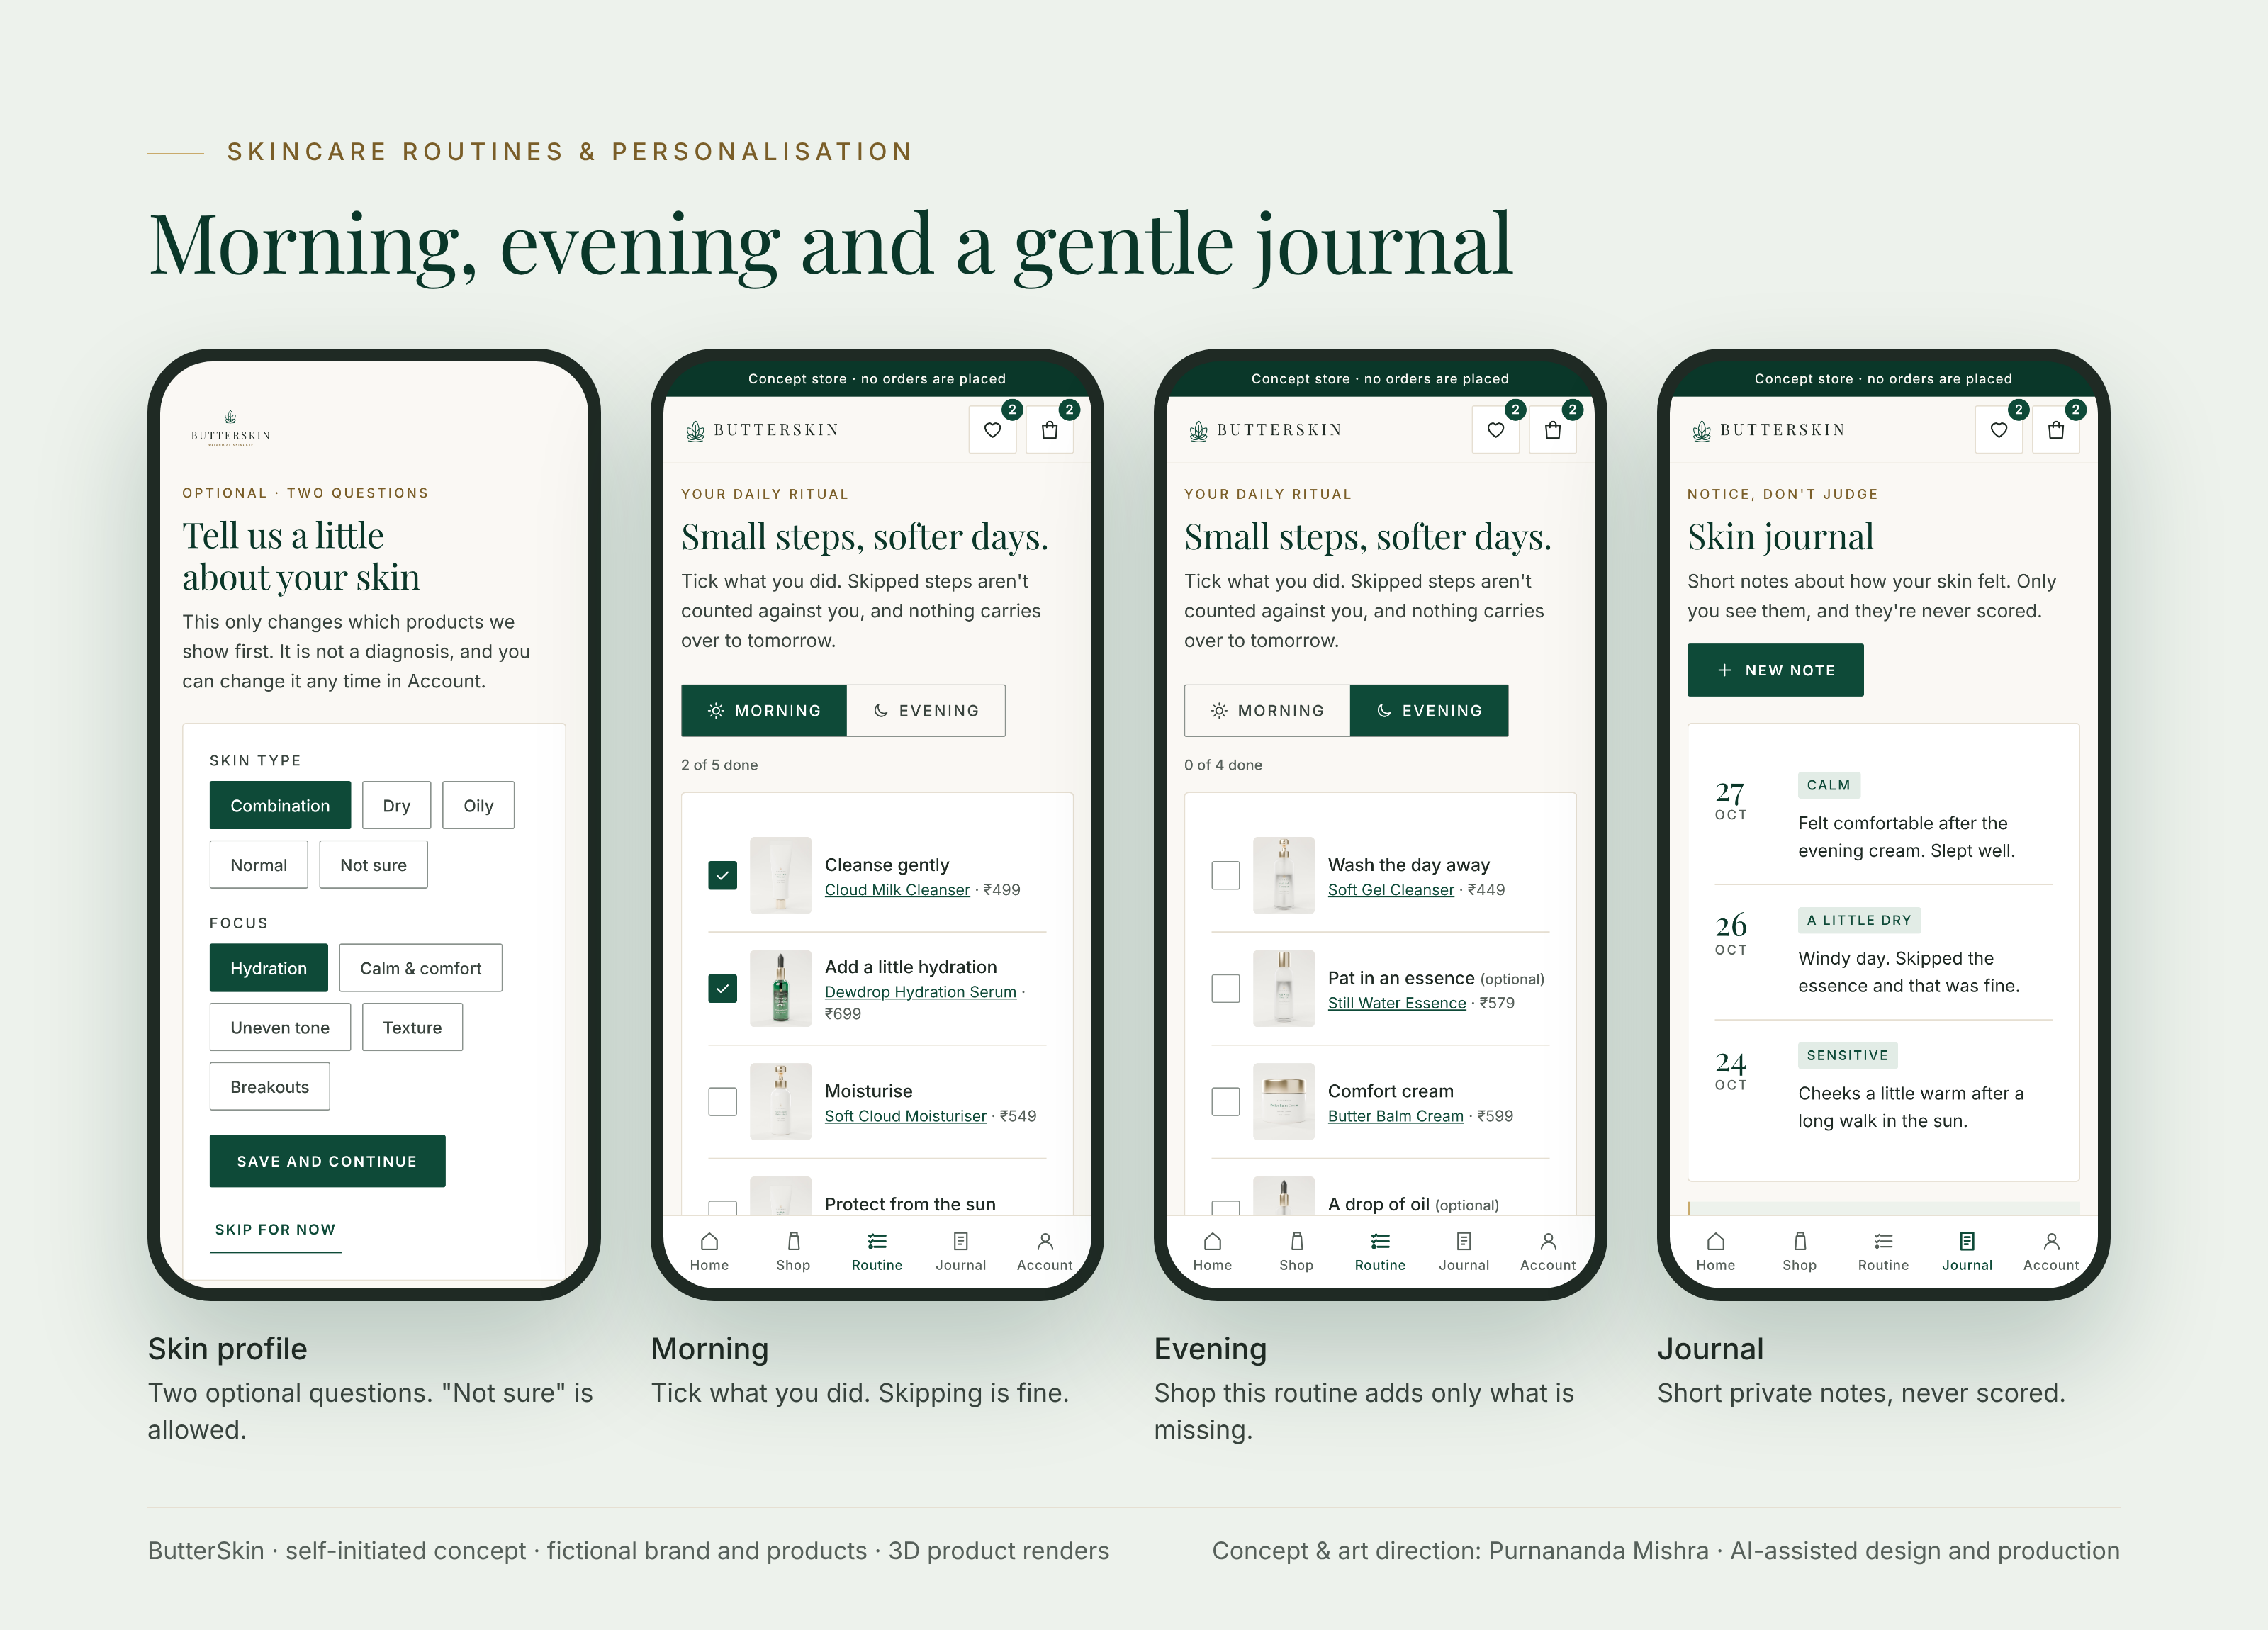 SKINCARE ROUTINES & PERSONALISATION
Morning, evening and a gentle journal
BUTTERSKIN
BOTANICAL SKINCARE
OPTIONAL · TWO QUESTIONS
Tell us a little
about your skin
This only changes which products we
show first. It is not a diagnosis, and you
can change it any time in Account.
SKIN TYPE
Combination
Dry
Oily
Normal
Not sure
FOCUS
Hydration
Calm & comfort
Uneven tone
Texture
Breakouts
SAVE AND CONTINUE
SKIP FOR NOW
Skin profile
Two optional questions. "Not sure" is
allowed.
Concept store · no orders are placed
BUTTERSKIN
2
2
YOUR DAILY RITUAL
Small steps, softer days.
Tick what you did. Skipped steps aren't
counted against you, and nothing carries
over to tomorrow.
MORNING
EVENING
2 of 5 done
Cleanse gently
Cloud Milk Cleanser · ₹499
Add a little hydration
Dewdrop Hydration Serum ·
₹699
Moisturise
Soft Cloud Moisturiser · ₹549
Protect from the sun
Home
Shop
Routine
Journal
Account
Morning
Tick what you did. Skipping is fine.
Concept store · no orders are placed
BUTTERSKIN
2
2
YOUR DAILY RITUAL
Small steps, softer days.
Tick what you did. Skipped steps aren't
counted against you, and nothing carries
over to tomorrow.
MORNING
EVENING
0 of 4 done
Wash the day away
Soft Gel Cleanser · ₹449
Pat in an essence (optional)
Still Water Essence · ₹579
Comfort cream
Butter Balm Cream · ₹599
A drop of oil (optional)
Home
Shop
Routine
Journal
Account
Evening
Shop this routine adds only what is
missing.
Concept store · no orders are placed
BUTTERSKIN
2
2
NOTICE, DON'T JUDGE
Skin journal
Short notes about how your skin felt. Only
you see them, and they're never scored.
NEW NOTE
27
OCT
CALM
Felt comfortable after the
evening cream. Slept well.
26
OCT
A LITTLE DRY
Windy day. Skipped the
essence and that was fine.
24
OCT
SENSITIVE
Cheeks a little warm after a
long walk in the sun.
Home
Shop
Routine
Journal
Account
Journal
Short private notes, never scored.
ButterSkin · self-initiated concept · fictional brand and products · 3D product renders
Concept & art direction: Purnananda Mishra · AI-assisted design and production